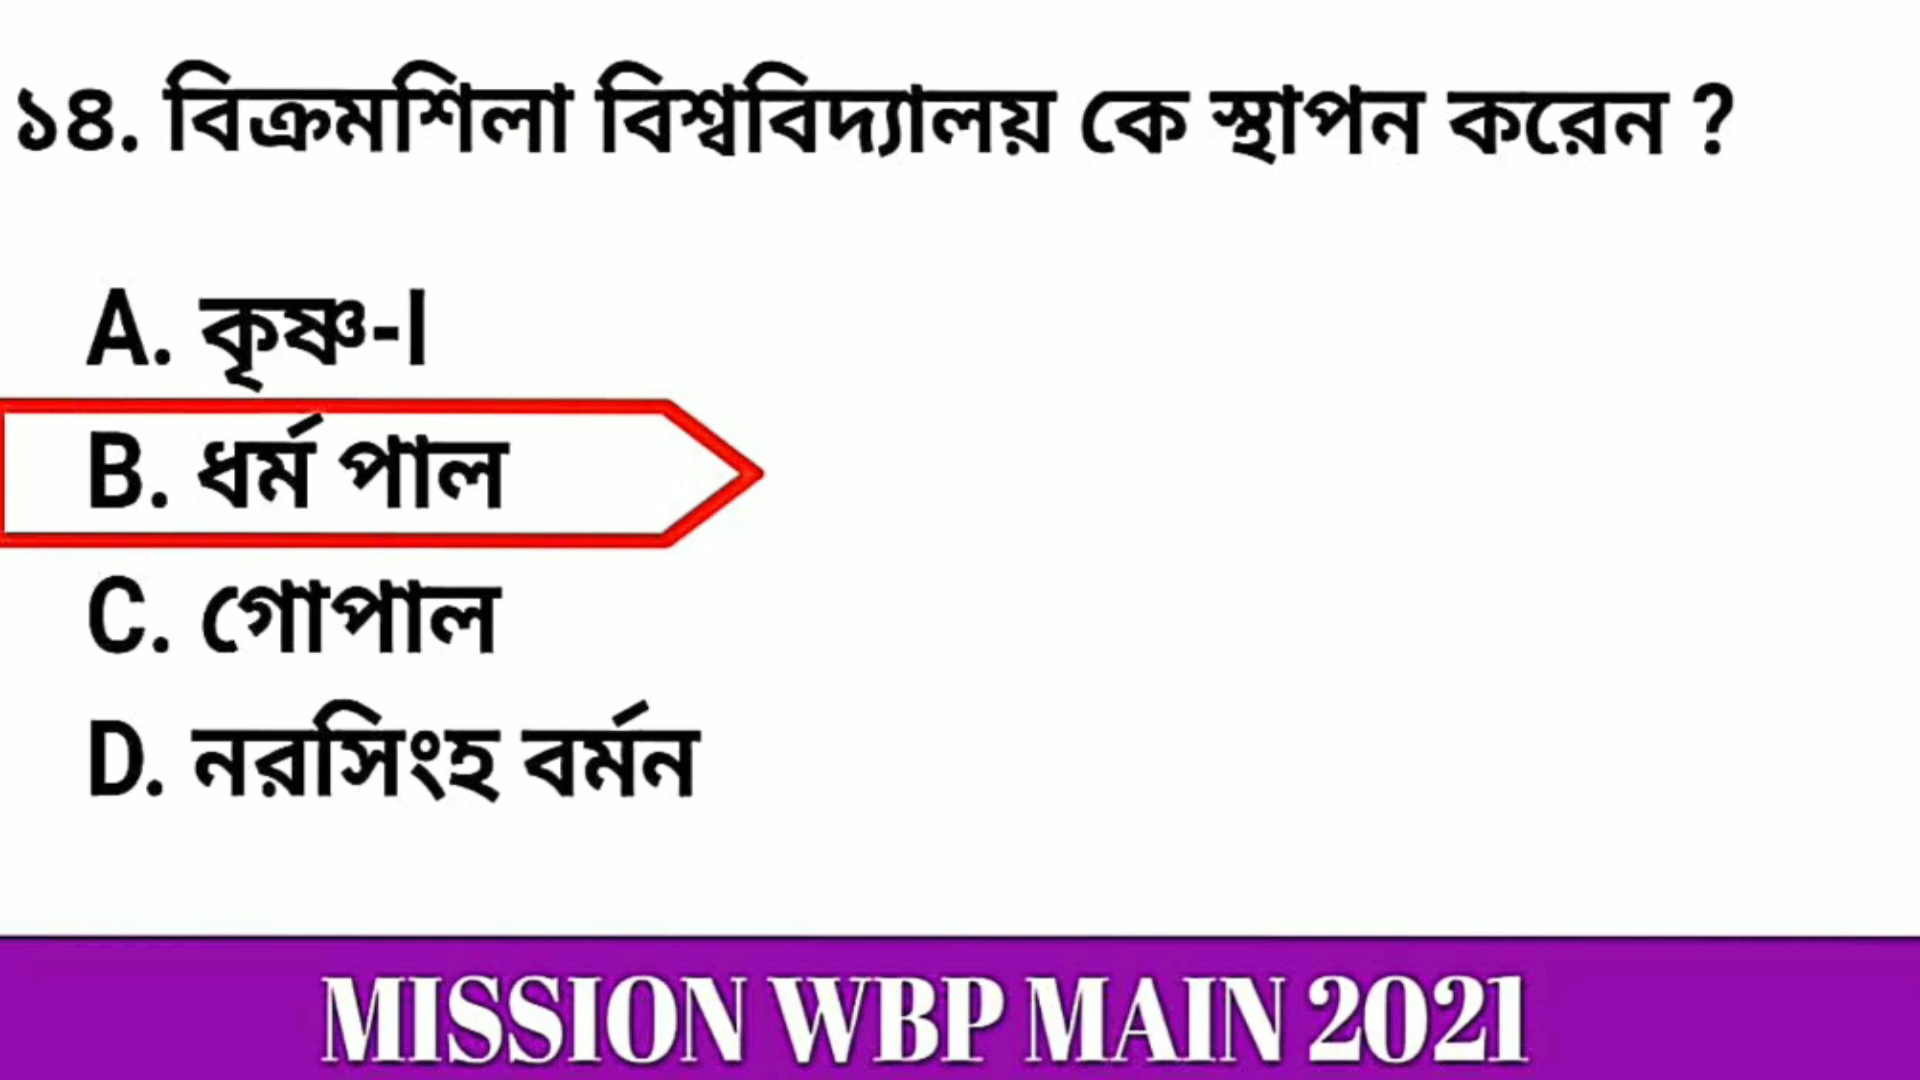 ১৪. বিক্রমশিলা বিশ্ববিদ্যালয় কে স্থাপন করেন ?
A. কৃষ্ণ-I
B. ধর্ম পাল
C. গোপাল
D. নরসিংহ বর্মন
MISSION WBP MAIN 2021